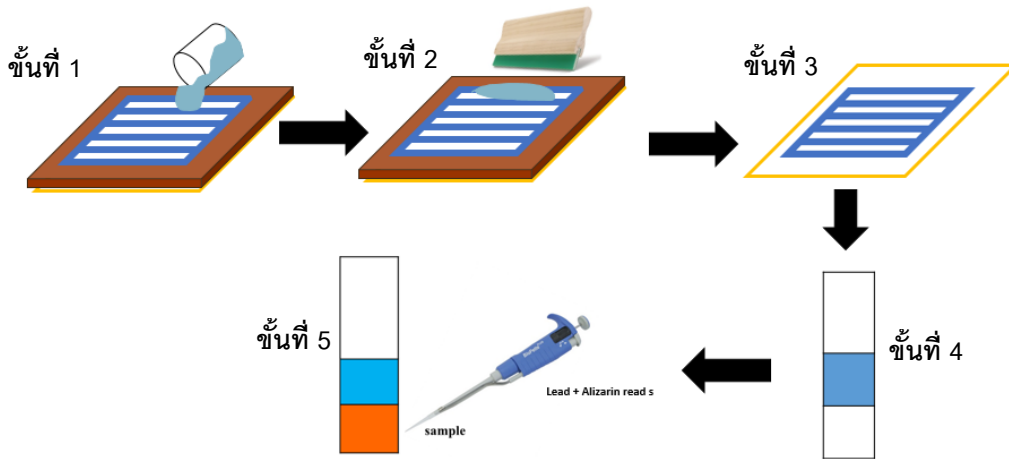 ขั้นที่ 1
ขั้นที่ 2
ขั้นที่ 3
ขั้นที่ 5
ขั้นที่ 4
Lead + Alizarin read s
sample